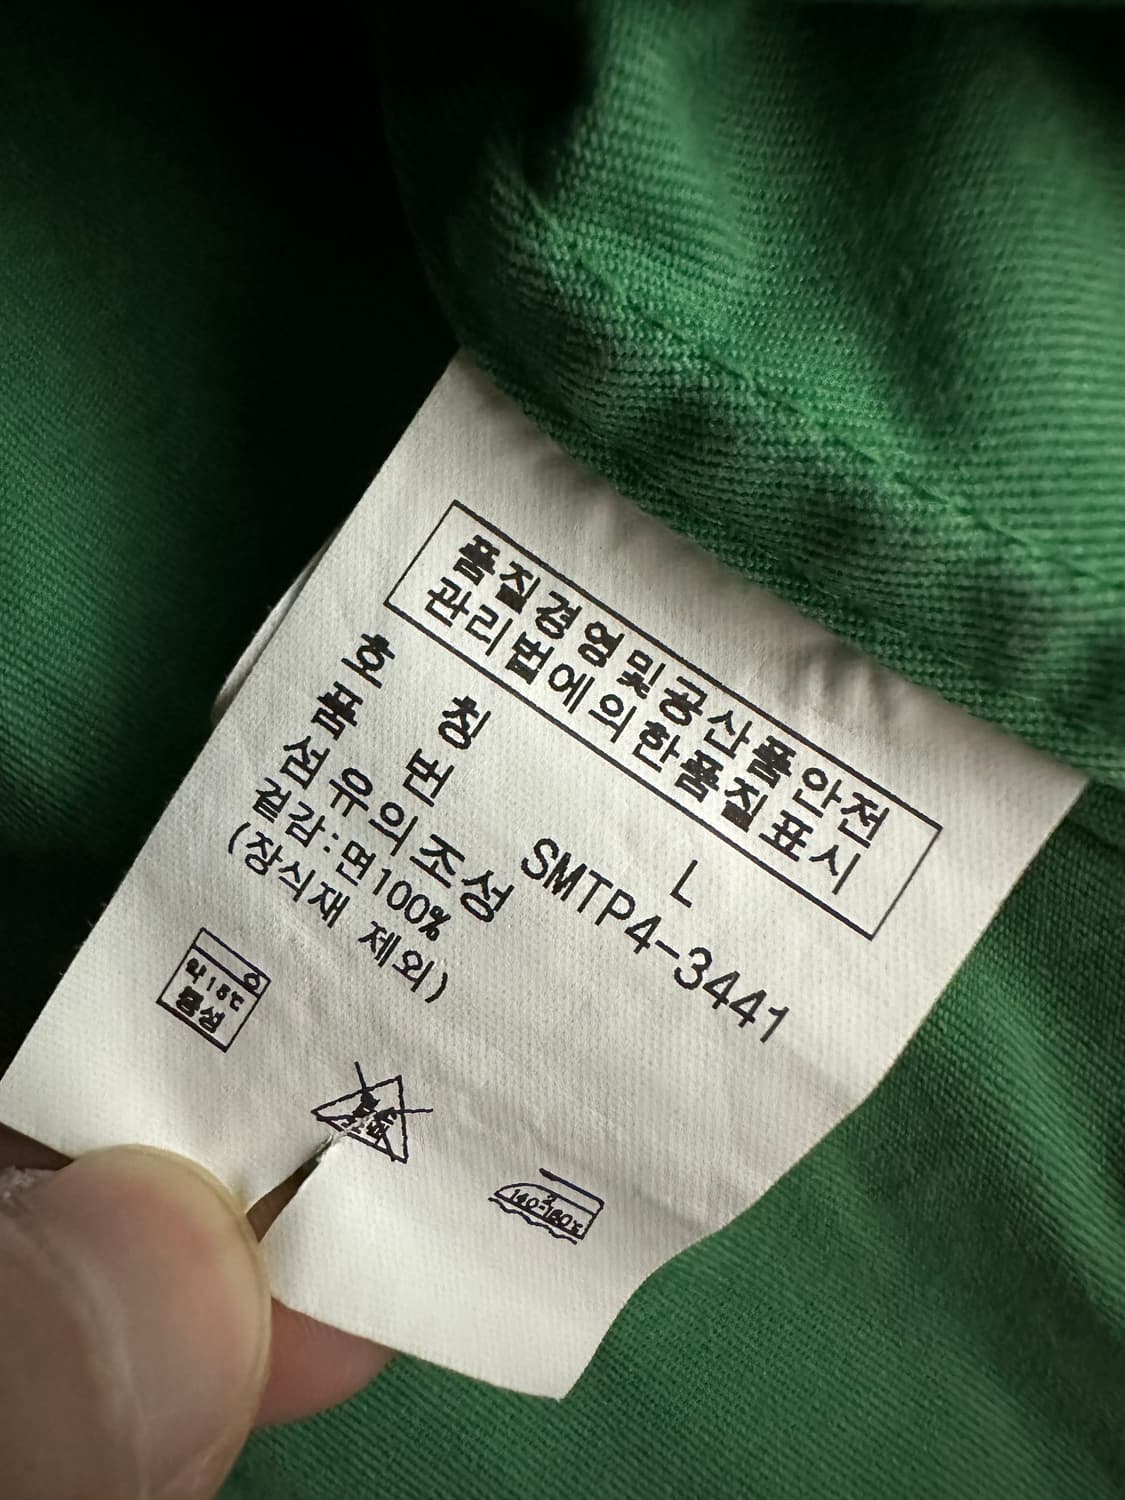 품질경영및공산품안전
관리법에의한품질표시
호 칭 L
품 번 SMTP4-3441
섬유의조성
겉감:면100%
(장식재 제외)
약
중성
140-160℃